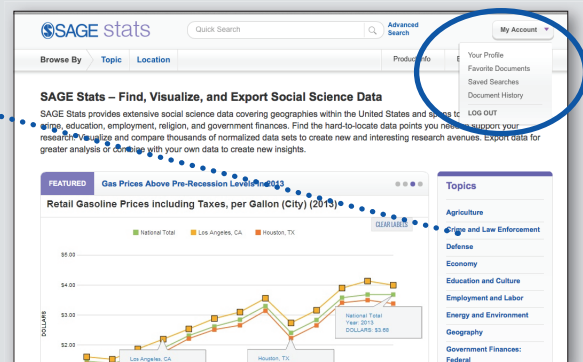 SAGE stats
Quick Search
Advanced
Search
My Account
Browse By Topic Location
Product Info
Your Profile
Favorite Documents
Saved Searches
Document History
LOG OUT
SAGE Stats – Find, Visualize, and Export Social Science Data
SAGE Stats provides extensive social science data covering geographies within the United States and spans to
crime, education, employment, religion, and government finances. Find the hard-to-locate data points you need to support your
research. Visualize and compare thousands of normalized data sets to create new and interesting research avenues. Export data for
greater analysis or combine with your own data to create new insights.
FEATURED Gas Prices Above Pre-Recession Levels in 2013
Retail Gasoline Prices including Taxes, per Gallon (City) (2013)
CLEAR LABELS
National Total Los Angeles, CA Houston, TX
$5.00
$4.00
$3.00
$2.00
DOLLARS
National Total
Year: 2013
DOLLARS: $3.66
Los Angeles, CA
Houston, TX
Topics
Agriculture
Crime and Law Enforcement
Defense
Economy
Education and Culture
Employment and Labor
Energy and Environment
Geography
Government Finances:
Federal